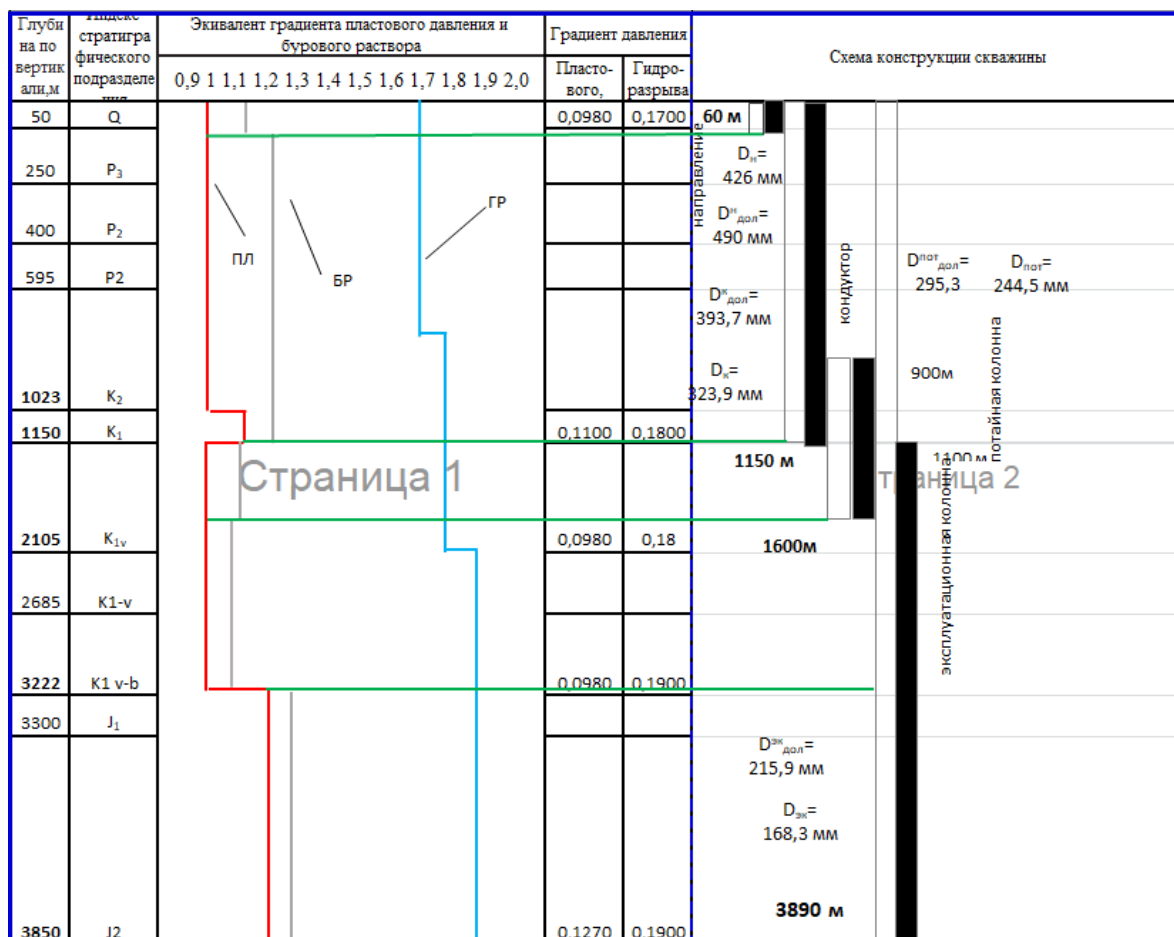 Глуби
на по
вертик
али,м
стратигра
фического
подразделе
Экивалент градиента пластового давления и
бурового раствора
0,9 1 1,1 1,2 1,3 1,4 1,5 1,6 1,7 1,8 1,9 2,0
Градиент давления
Пласто-
вого,
Гидро-
разрыва
Схема конструкции скважины
50 Q 0,0980 0,1700
60 м
направление
250 P₃
400 P₂
595 P2
ПЛ
БР
ГР
Dн=
426 мм
Dндол=
490 мм
Dкдол=
393,7 мм
Dк=
323,9 мм
кондуктор
Dпотдол=
295,3
Dпот=
244,5 мм
потайная колонна
900м
1023 K₂
1150 K₁ 0,1100 0,1800
1150 м
1100м
Страница 1
траница 2
2105 K1v 0,0980 0,18
1600м
эксплуатационная колонна
2685 K1-v
3222 K1 v-b 0,0980 0,1900
3300 J₁
Dэкдол=
215,9 мм
Dэк=
168,3 мм
3890 м
3850 J2 0,1270 0,1900